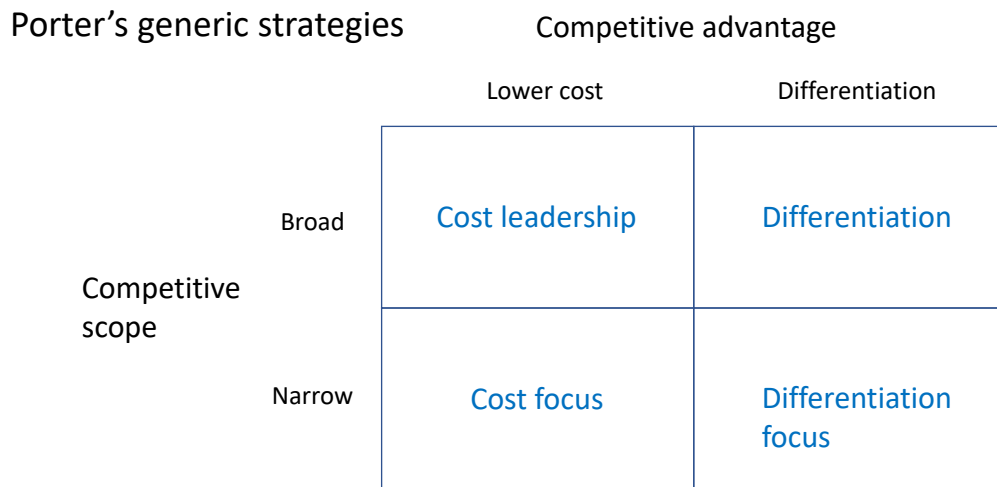 Porter’s generic strategies
Competitive advantage
Lower cost
Differentiation
Broad
Cost leadership
Differentiation
Competitive
scope
Narrow
Cost focus
Differentiation
focus